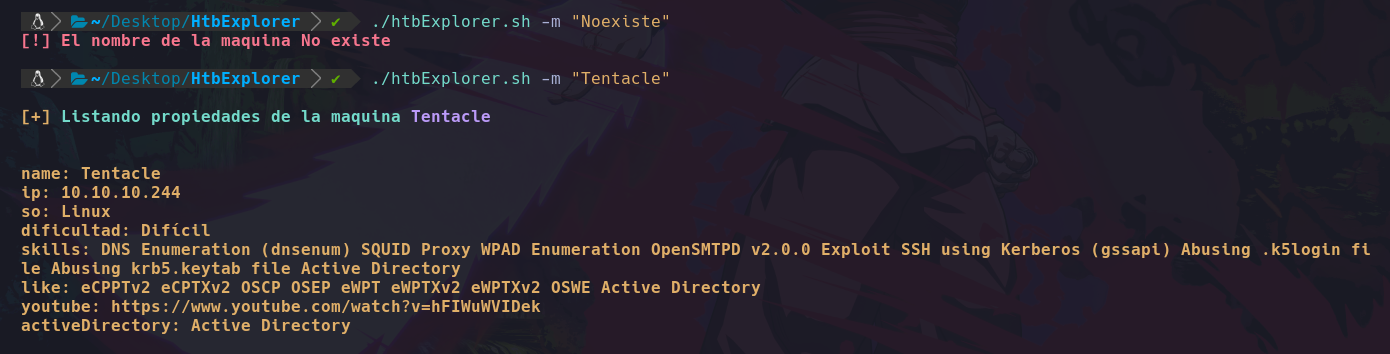 ~/Desktop/HtbExplorer ✔ ./htbExplorer.sh -m "Noexiste"
[!] El nombre de la maquina No existe
~/Desktop/HtbExplorer ✔ ./htbExplorer.sh -m "Tentacle"
[+] Listando propiedades de la maquina Tentacle
name: Tentacle
ip: 10.10.10.244
so: Linux
dificultad: Difícil
skills: DNS Enumeration (dnsenum) SQUID Proxy WPAD Enumeration OpenSMTPD v2.0.0 Exploit SSH using Kerberos (gssapi) Abusing .k5login fi
le Abusing krb5.keytab file Active Directory
like: eCPPTv2 eCPTXv2 OSCP OSEP eWPT eWPTXv2 eWPTXv2 OSWE Active Directory
youtube: https://www.youtube.com/watch?v=hFIWuWVIDek
activeDirectory: Active Directory